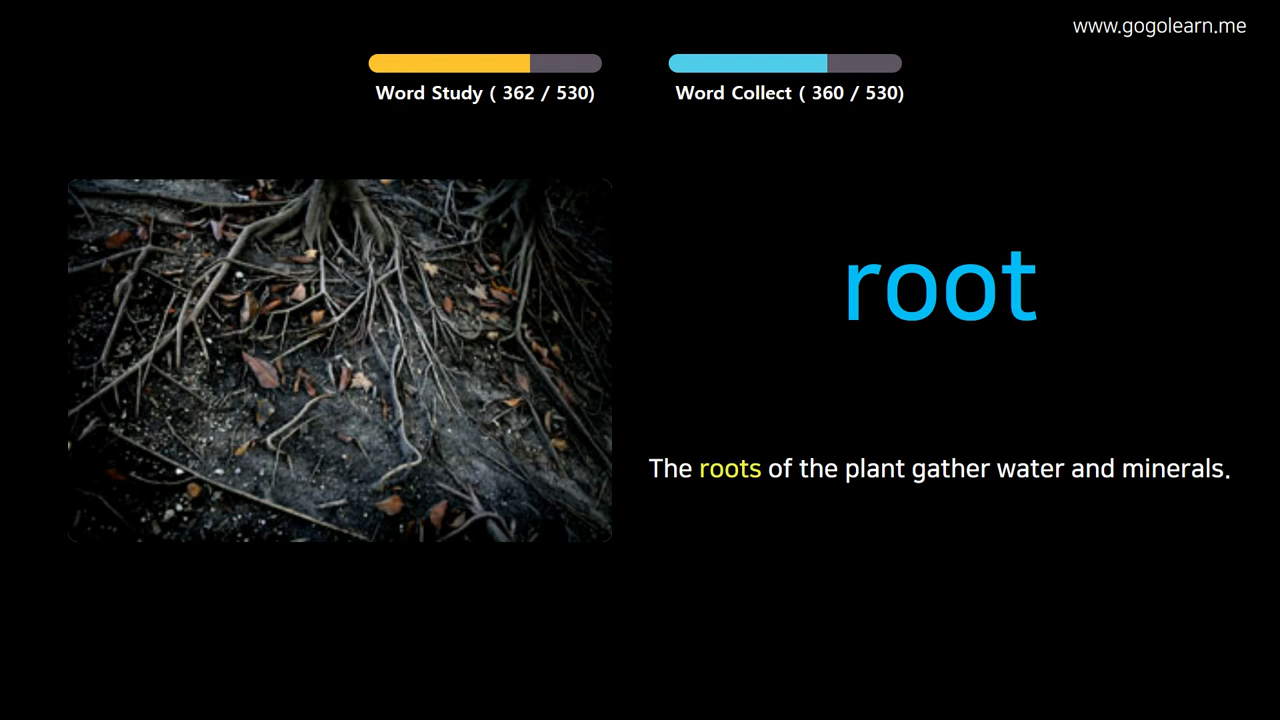 www.gogolearn.me
Word Study ( 362 / 530)
Word Collect ( 360 / 530)
root
The roots of the plant gather water and minerals.